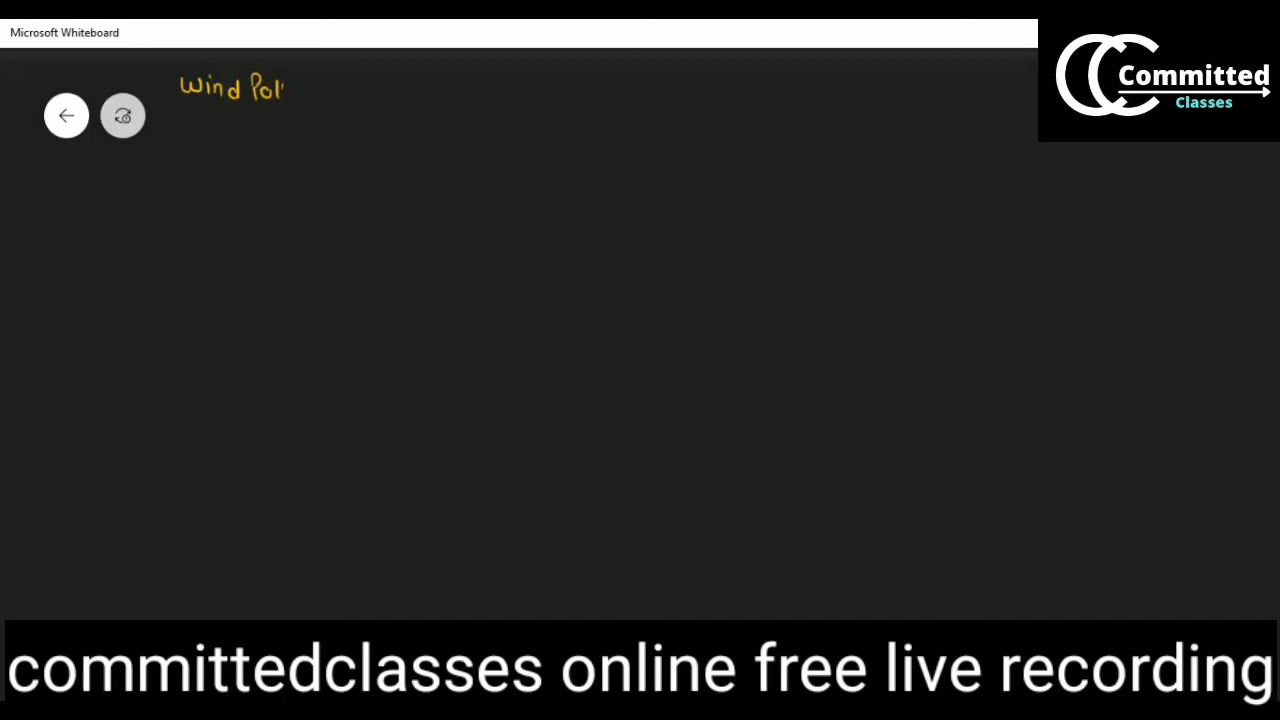 Microsoft Whiteboard
Wind Pol
Committed
Classes
committedclasses online free live recording